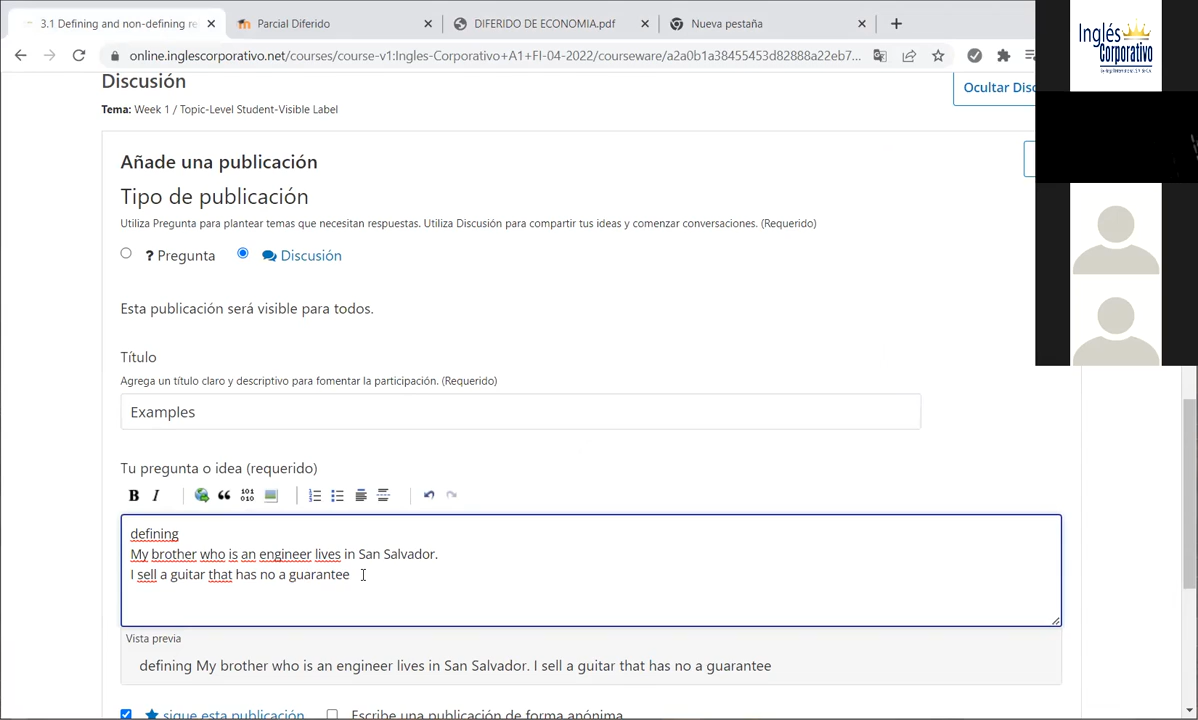 3.1 Defining and non-defining re
Parcial Diferido
DIFERIDO DE ECONOMIA.pdf
Nueva pestaña
online.inglescorporativo.net/courses/course-v1:Ingles-Corporativo+A1+FI-04-2022/courseware/a2a0b1a38455453d82888a22eb7...
Inglés
Corporativo
Discusión
Ocultar Disc
Tema: Week 1 / Topic-Level Student-Visible Label
Añade una publicación
Tipo de publicación
Utiliza Pregunta para plantear temas que necesitan respuestas. Utiliza Discusión para compartir tus ideas y comenzar conversaciones. (Requerido)
? Pregunta Discusión
Esta publicación será visible para todos.
Título
Agrega un título claro y descriptivo para fomentar la participación. (Requerido)
Examples
Tu pregunta o idea (requerido)
B I 101 010
defining
My brother who is an engineer lives in San Salvador.
I sell a guitar that has no a guarantee
Vista previa
defining My brother who is an engineer lives in San Salvador. I sell a guitar that has no a guarantee
sigue esta publicación Escribe una publicación de forma anónima